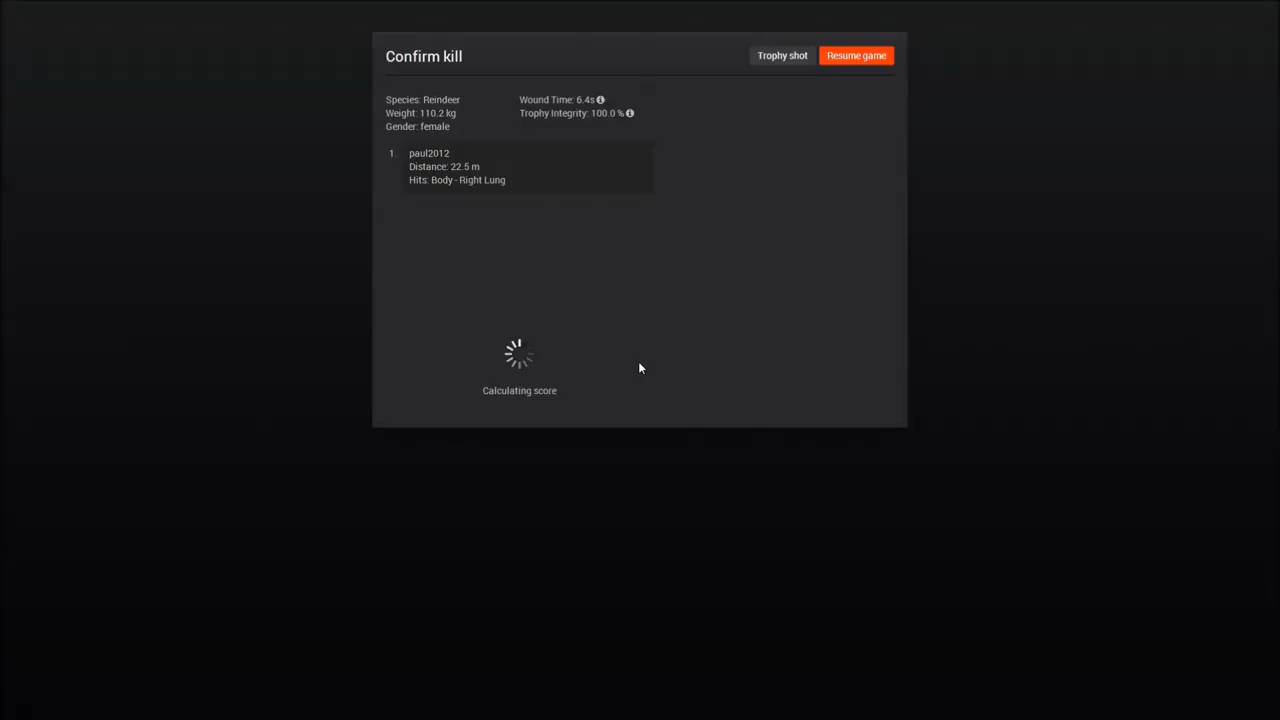 Confirm kill
Trophy shot
Resume game
Species: Reindeer
Weight: 110.2 kg
Gender: female
Wound Time: 6.4s
Trophy Integrity: 100.0 %
1. paul2012
Distance: 22.5 m
Hits: Body - Right Lung
Calculating score